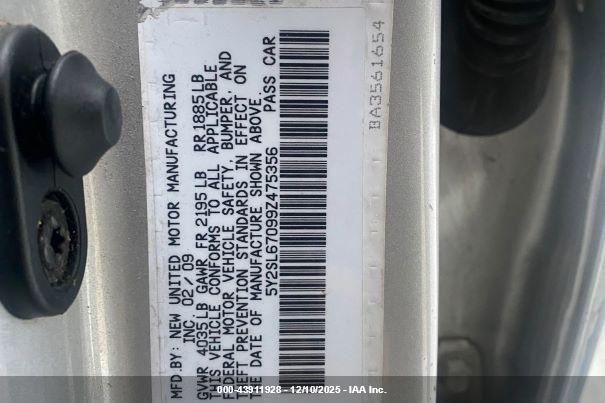 MFD.BY: NEW UNITED MOTOR MANUFACTURING
INC. 02/09
GVWR 4035LB GAWR FR 2195LB RR 1885LB
THIS VEHICLE CONFORMS TO ALL APPLICABLE
FEDERAL MOTOR VEHICLE SAFETY, BUMPER, AND
THEFT PREVENTION STANDARDS IN EFFECT ON
THE DATE OF MANUFACTURE SHOWN ABOVE.
5Y2SL67099Z475356 PASS CAR
BA3561654
000-43911928 - 12/10/2025 - IAA Inc.